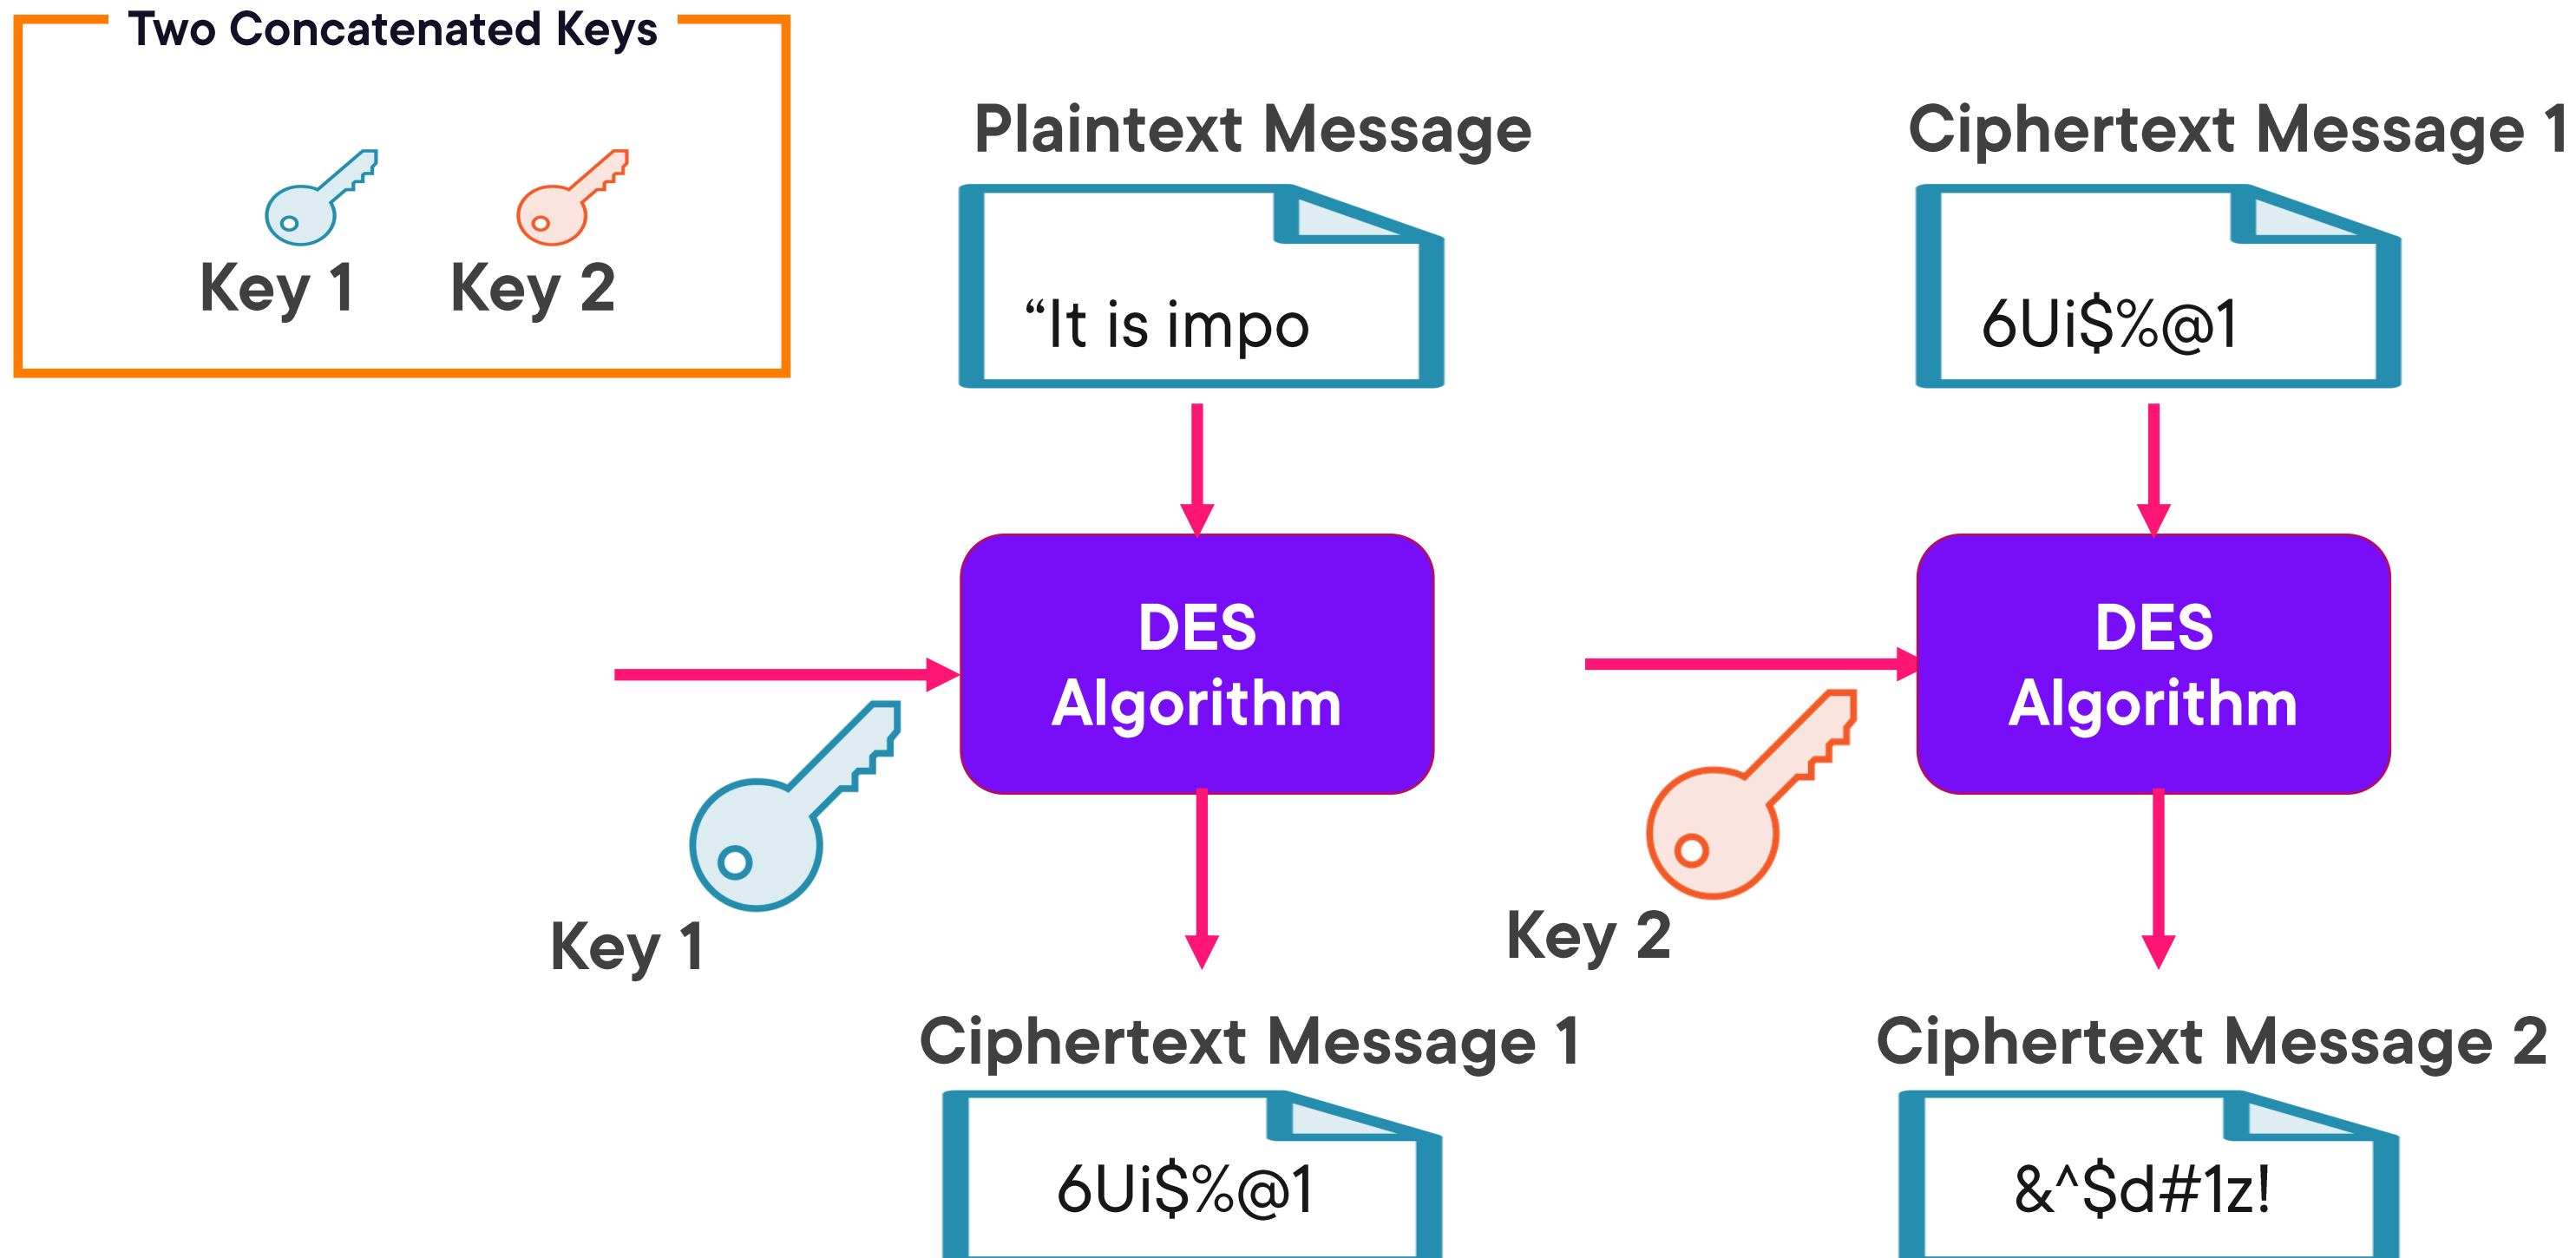 Two Concatenated Keys
Key 1
Key 2
Plaintext Message
“It is impo
DES
Algorithm
Key 1
Ciphertext Message 1
6Ui$%@1
Ciphertext Message 1
6Ui$%@1
DES
Algorithm
Key 2
Ciphertext Message 2
&^$d#1z!